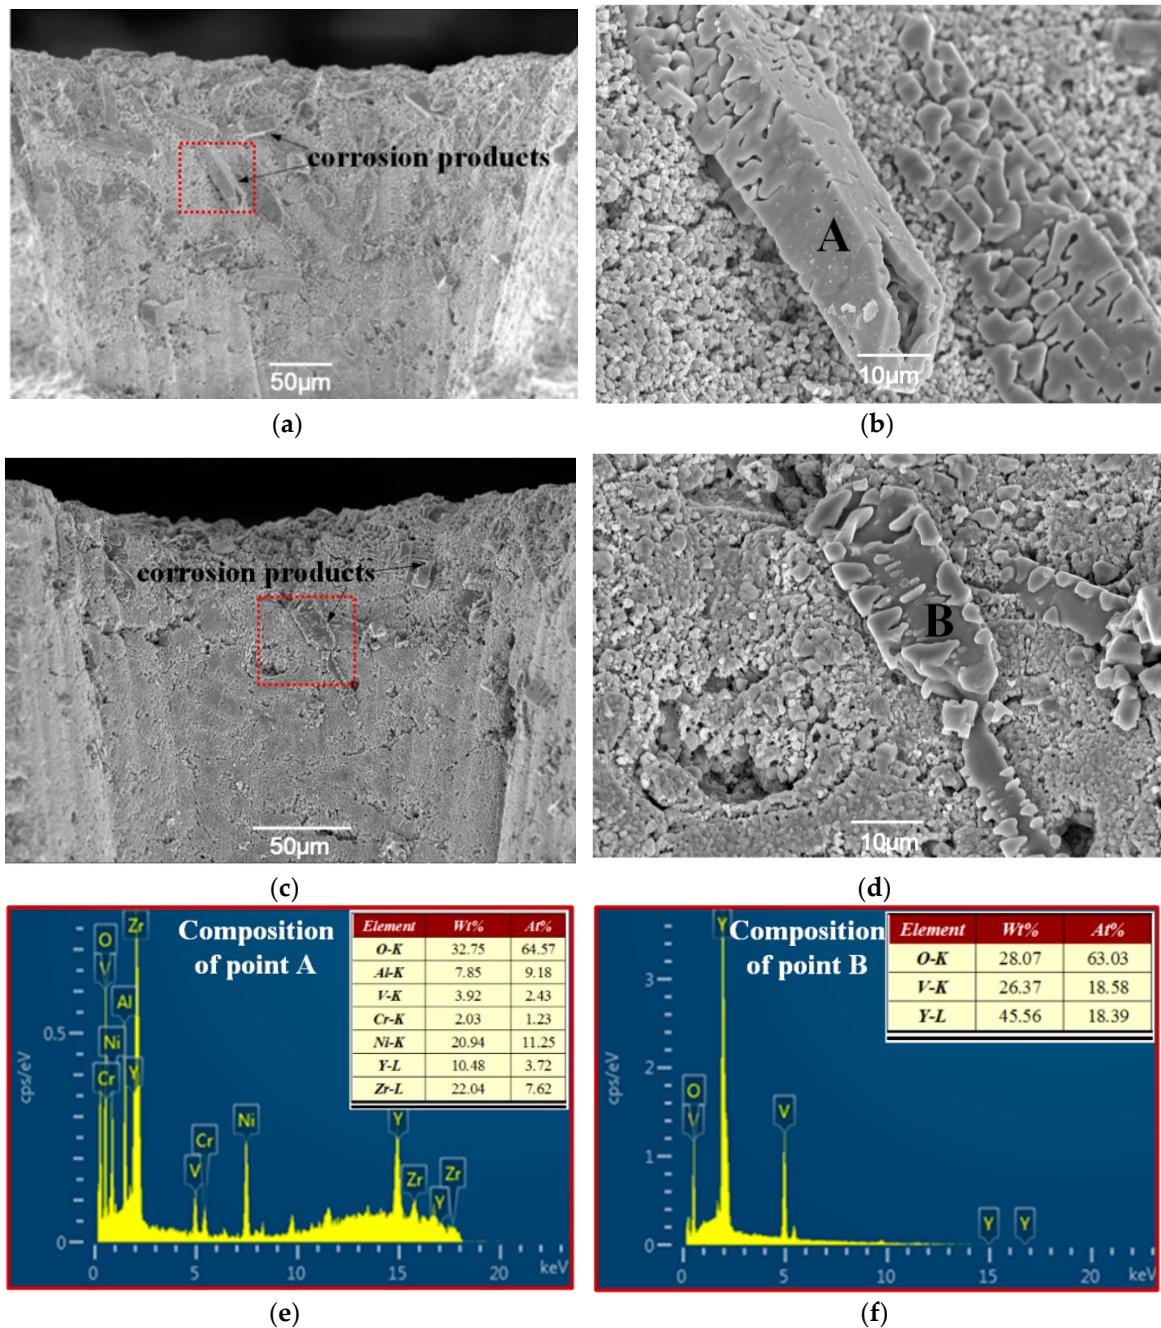 corrosion products
50μm
A
10μm
(a)
(b)
corrosion products
50μm
B
10μm
(c)
(d)
Composition
of point A
Element Wt% At%
O-K 32.75 64.57
Al-K 7.85 9.18
V-K 3.92 2.43
Cr-K 2.03 1.23
Ni-K 20.94 11.25
Y-L 10.48 3.72
Zr-L 22.04 7.62
O
V
Ni
Cr
Al
Y
Zr
V
Cr
Ni
Y
Zr
Y
Zr
cps/eV
0.5
0
0 5 10 15 20 keV
Composition
of point B
Element Wt% At%
O-K 28.07 63.03
V-K 26.37 18.58
Y-L 45.56 18.39
O
V
Y
V
Y
Y
cps/eV
3
2
1
0
0 5 10 15 20 keV
(e)
(f)